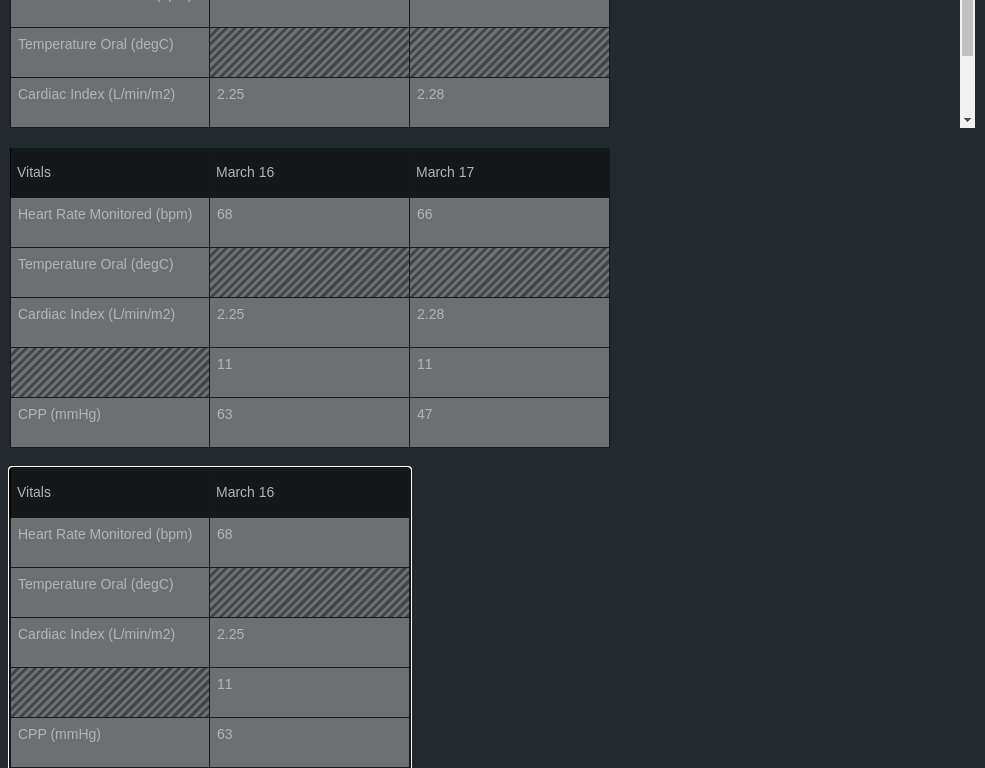 Temperature Oral (degC)
Cardiac Index (L/min/m2) 2.25 2.28
Vitals March 16 March 17
Heart Rate Monitored (bpm) 68 66
Temperature Oral (degC)
Cardiac Index (L/min/m2) 2.25 2.28
11 11
CPP (mmHg) 63 47
Vitals March 16
Heart Rate Monitored (bpm) 68
Temperature Oral (degC)
Cardiac Index (L/min/m2) 2.25
11
CPP (mmHg) 63